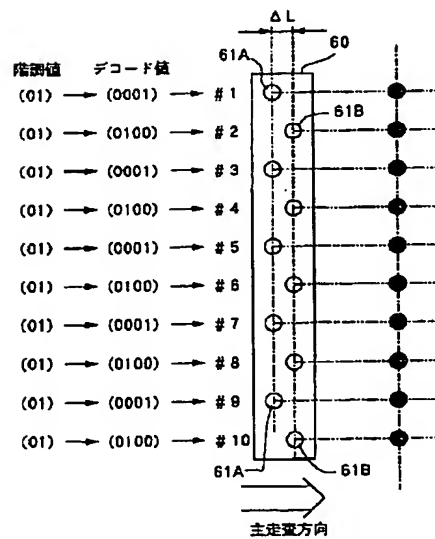 ΔL
61A 60
階調値 デコード値
(01) → (0001) → #1
61B
(01) → (0100) → #2
(01) → (0001) → #3
(01) → (0100) → #4
(01) → (0001) → #5
(01) → (0100) → #6
(01) → (0001) → #7
(01) → (0100) → #8
(01) → (0001) → #9
(01) → (0100) → #10
61A 61B
主走査方向